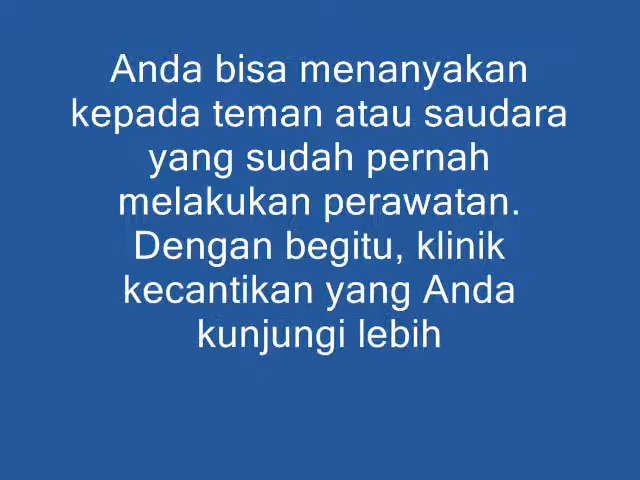 Anda bisa menanyakan
kepada teman atau saudara
yang sudah pernah
melakukan perawatan.
Dengan begitu, klinik
kecantikan yang Anda
kunjungi lebih